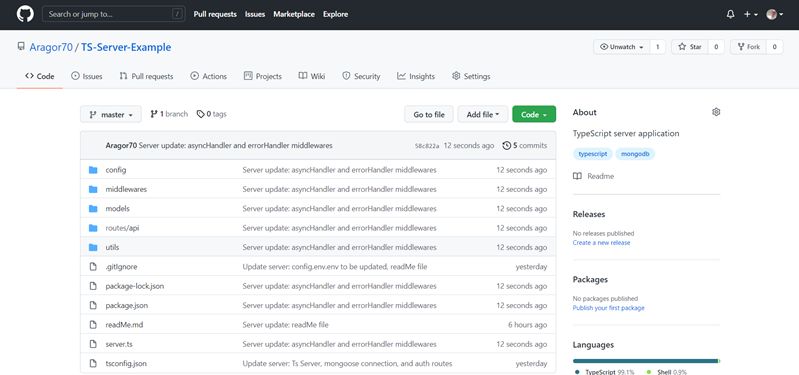 Search or jump to... /
Pull requests Issues Marketplace Explore
Aragor70 / TS-Server-Example
Unwatch 1 Star 0 Fork 0
Code Issues Pull requests Actions Projects Wiki Security Insights Settings
master 1 branch 0 tags Go to file Add file Code
Aragor70 Server update: asyncHandler and errorHandler middlewares 58c822a 12 seconds ago 5 commits
config Server update: asyncHandler and errorHandler middlewares 12 seconds ago
middlewares Server update: asyncHandler and errorHandler middlewares 12 seconds ago
models Server update: asyncHandler and errorHandler middlewares 12 seconds ago
routes/api Server update: asyncHandler and errorHandler middlewares 12 seconds ago
utils Server update: asyncHandler and errorHandler middlewares 12 seconds ago
.gitIgnore Update server: config.env.env to be updated, readMe file yesterday
package-lock.json Server update: asyncHandler and errorHandler middlewares 12 seconds ago
package.json Server update: asyncHandler and errorHandler middlewares 12 seconds ago
readMe.md Server update: readMe file 6 hours ago
server.ts Server update: asyncHandler and errorHandler middlewares 12 seconds ago
tsconfig.json Update server: Ts Server, mongoose connection, and auth routes yesterday
About
TypeScript server application
typescript mongodb
Readme
Releases
No releases published
Create a new release
Packages
No packages published
Publish your first package
Languages
TypeScript 99.1% Shell 0.9%